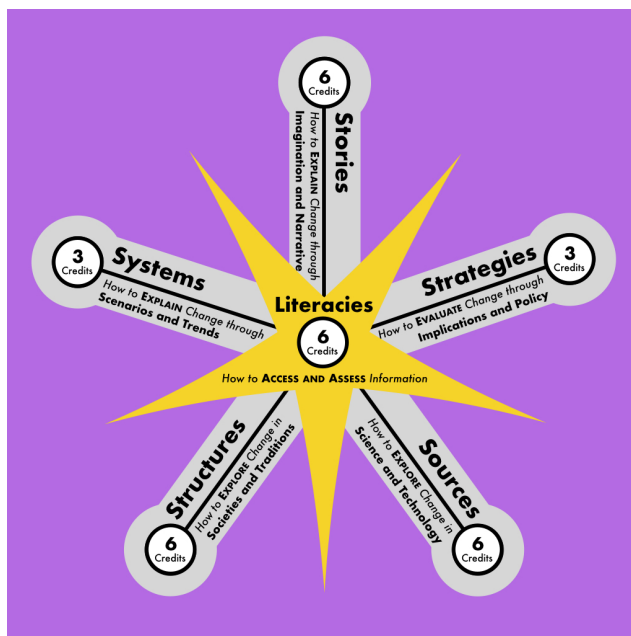 6
Credits
Stories
How to EXPLAIN Change through
Imagination and Narrative
3
Credits
Systems
How to EXPLAIN Change through
Scenarios and Trends
3
Credits
Strategies
How to EVALUATE Change through
Implications and Policy
Literacies
6
Credits
How to ACCESS AND ASSESS Information
Structures
How to EXPLORE Change in
Societies and Traditions
6
Credits
Sources
How to EXPLORE Change in
Science and Technology
6
Credits